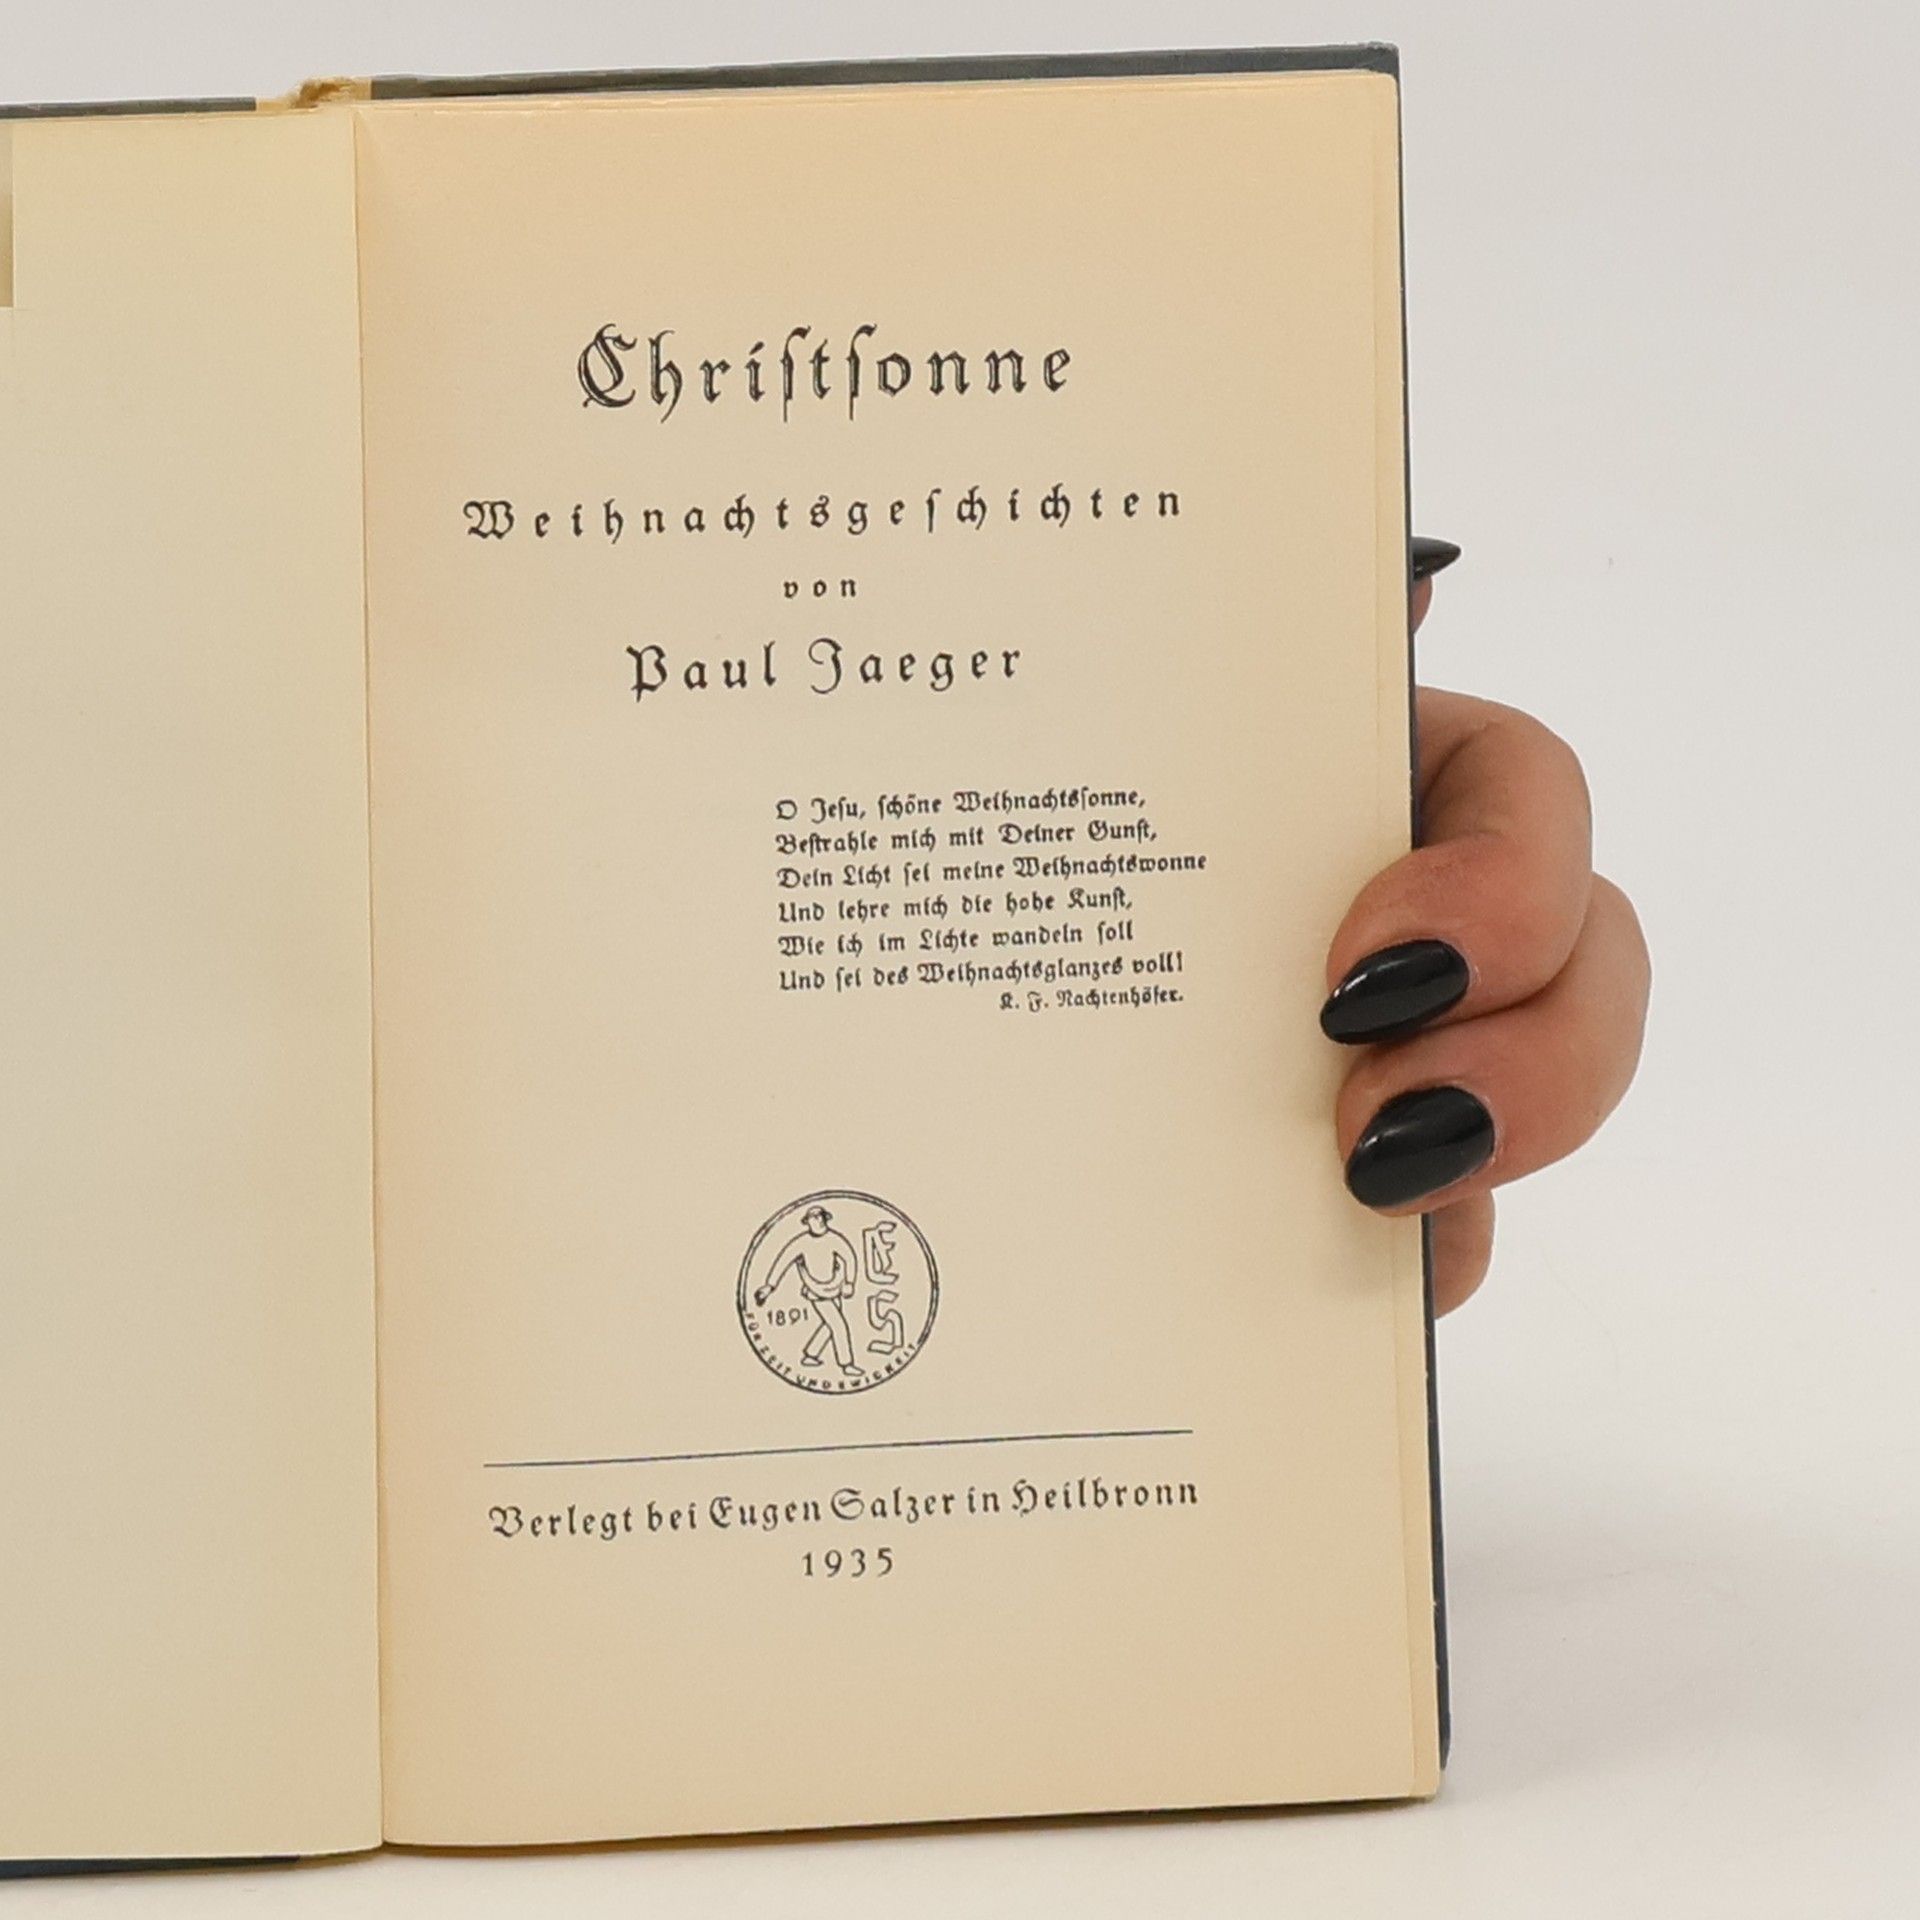 Christsonne
Weihnachtsgeschichten
von
Paul Jaeger
O Jesu, schöne Weihnachtssonne,
Bestrahle mich mit Deiner Gunst,
Dein Licht sei meine Weihnachtswonne
Und lehre mich die hohe Kunst,
Wie ich im Lichte wandeln soll
Und sei des Weihnachtsglanzes voll!
K. F. Nachtenhöfer.
ES
1891
FÜR ZEIT UND EWIGKEIT
Verlegt bei Eugen Salzer in Heilbronn
1935